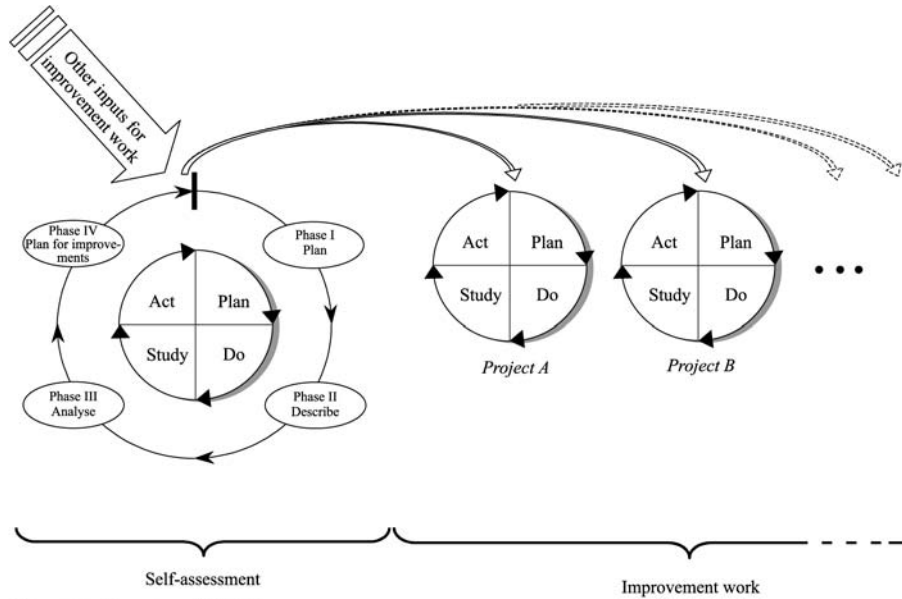 Other inputs for
improvement work
Phase IV
Plan for improve-
ments
Phase I
Plan
Act
Plan
Study
Do
Phase III
Analyse
Phase II
Describe
Act
Plan
Study
Do
Project A
Act
Plan
Study
Do
Project B
Self-assessment
Improvement work